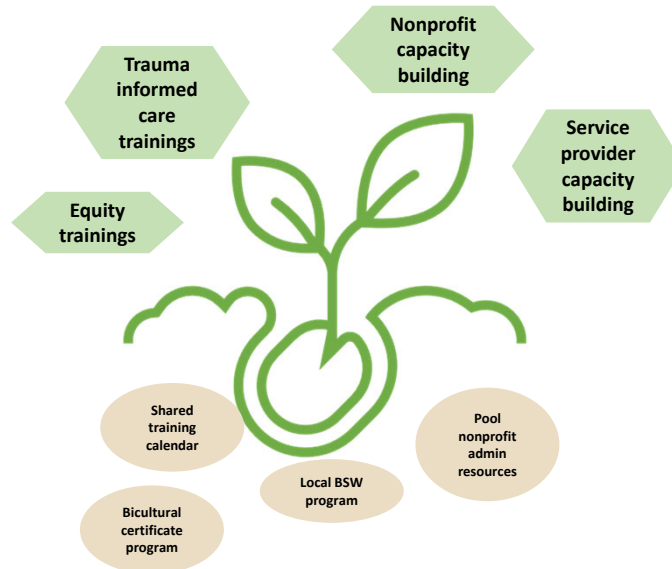 Nonprofit
capacity
building
Trauma
informed
care
trainings
Service
provider
capacity
building
Equity
trainings
Shared
training
calendar
Pool
nonprofit
admin
resources
Local BSW
program
Bicultural
certificate
program